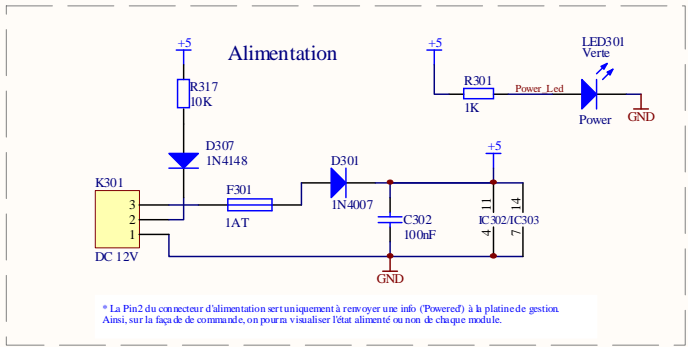 Alimentation
+5
R317
10K
D307
1N4148
K301
3
2
1
DC 12V
F301
1AT
D301
1N4007
C302
100nF
GND
+5
11
14
IC302/IC303
4
7
+5
R301
1K
Power_Led
LED301
Verte
Power
GND
* La Pin2 du connecteur d'alimentation sert uniquement à renvoyer une info ('Powered') à la platine de gestion.
Ainsi, sur la façade de commande, on pourra visualiser l'état alimenté ou non de chaque module.